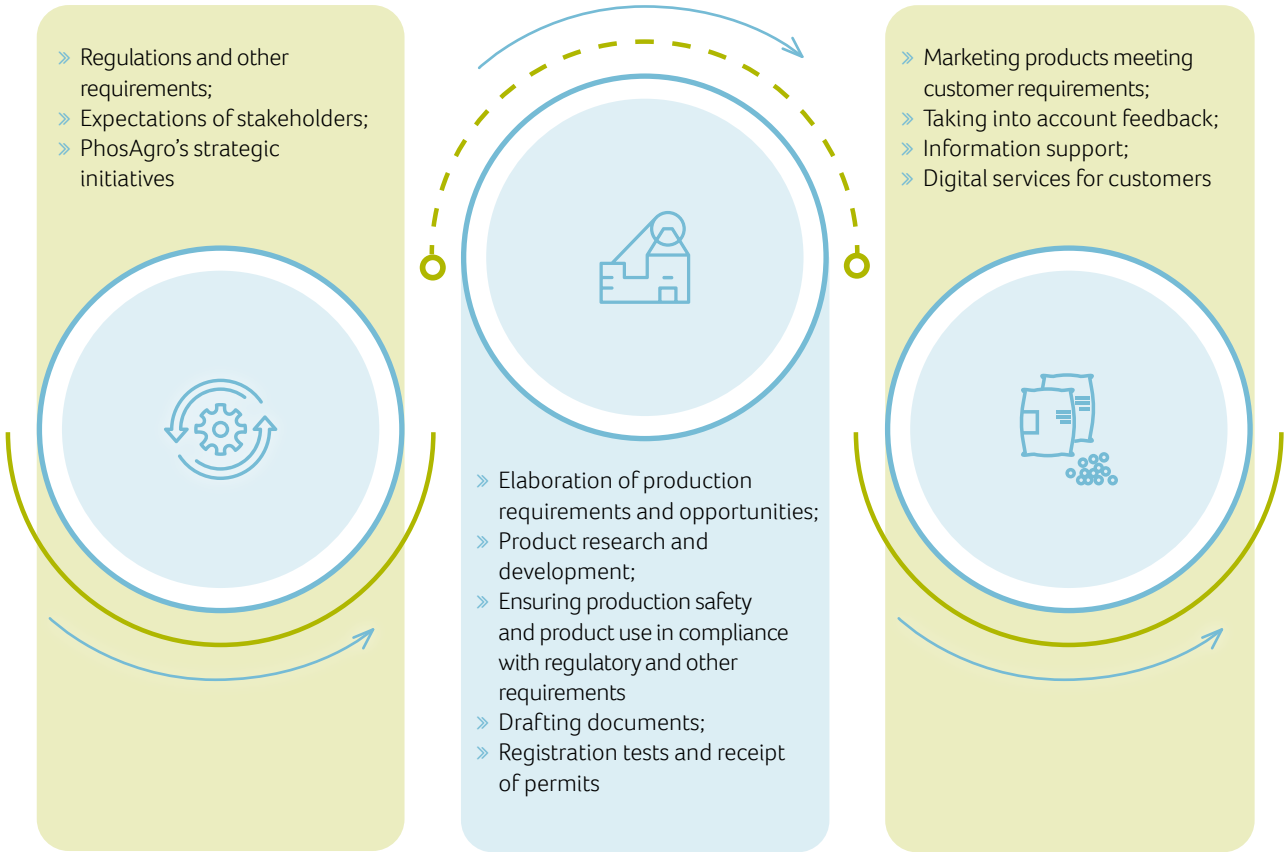 » Regulations and other
requirements;
» Expectations of stakeholders;
» PhosAgro’s strategic
initiatives
» Elaboration of production
requirements and opportunities;
» Product research and
development;
» Ensuring production safety
and product use in compliance
with regulatory and other
requirements
» Drafting documents;
» Registration tests and receipt
of permits
» Marketing products meeting
customer requirements;
» Taking into account feedback;
» Information support;
» Digital services for customers